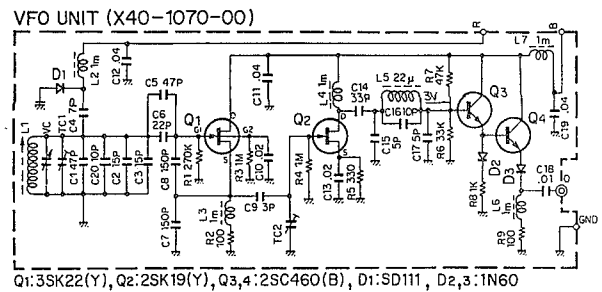 VFO UNIT (X40-1070-00)
R
B
L7 1m
D1
L2 1m
C12 .04
C5 47P
C11 .04
L4 1m
C14 33P
L5 22μ
C16 10P
R7 47K
3V
Q3
Q4
C19 .04
L1
VC
TC1
C4 7P
C6 22P
Q1
D
G2
S
Q2
D
S
C1 47P
C20 10P
C2 15P
C3 15P
C8 150P
R1 270K
R3 1M
C10 .02
R4 1M
C13 .02
R5 330
C15 5P
C17 5P
R6 33K
D2
D3
C18 .01
O
C7 150P
L3 1m
R2 100
C9 3P
TC2
R8 1K
L6 1m
R9 100
GND
Q1:3SK22(Y), Q2:2SK19(Y), Q3,4:2SC460(B), D1:SD111, D2,3:1N60